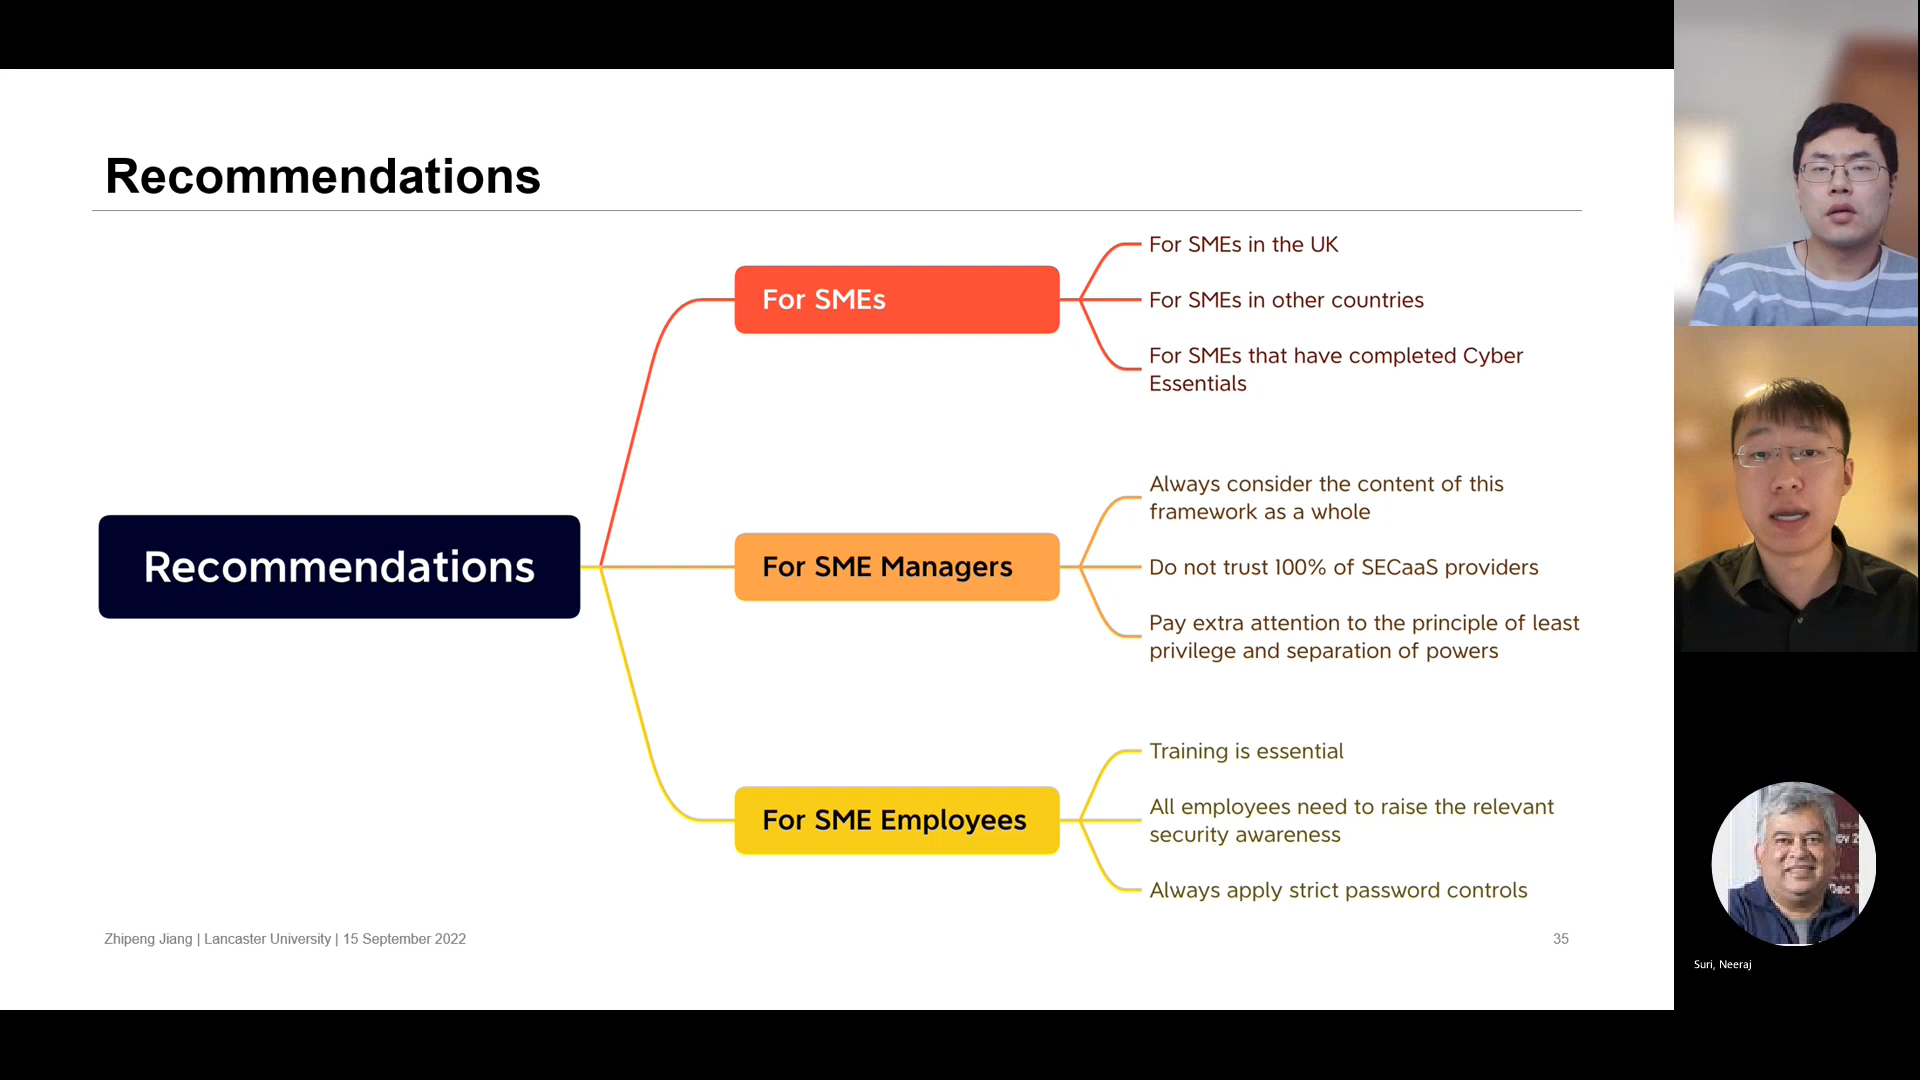 Recommendations
For SMEs
For SMEs in the UK
For SMEs in other countries
For SMEs that have completed Cyber
Essentials
Recommendations
For SME Managers
Always consider the content of this
framework as a whole
Do not trust 100% of SECaaS providers
Pay extra attention to the principle of least
privilege and separation of powers
For SME Employees
Training is essential
All employees need to raise the relevant
security awareness
Always apply strict password controls
Zhipeng Jiang | Lancaster University | 15 September 2022
35
Suri, Neeraj